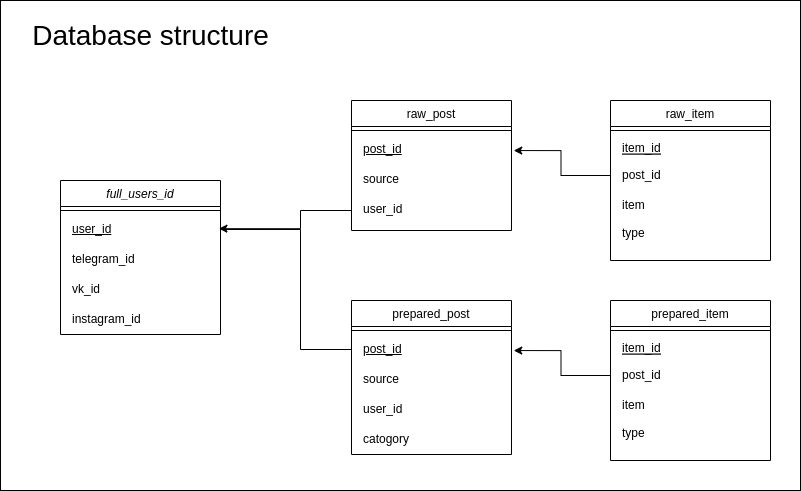 Database structure
full_users_id
user_id
telegram_id
vk_id
instagram_id
raw_post
post_id
source
user_id
raw_item
item_id
post_id
item
type
prepared_post
post_id
source
user_id
catogory
prepared_item
item_id
post_id
item
type